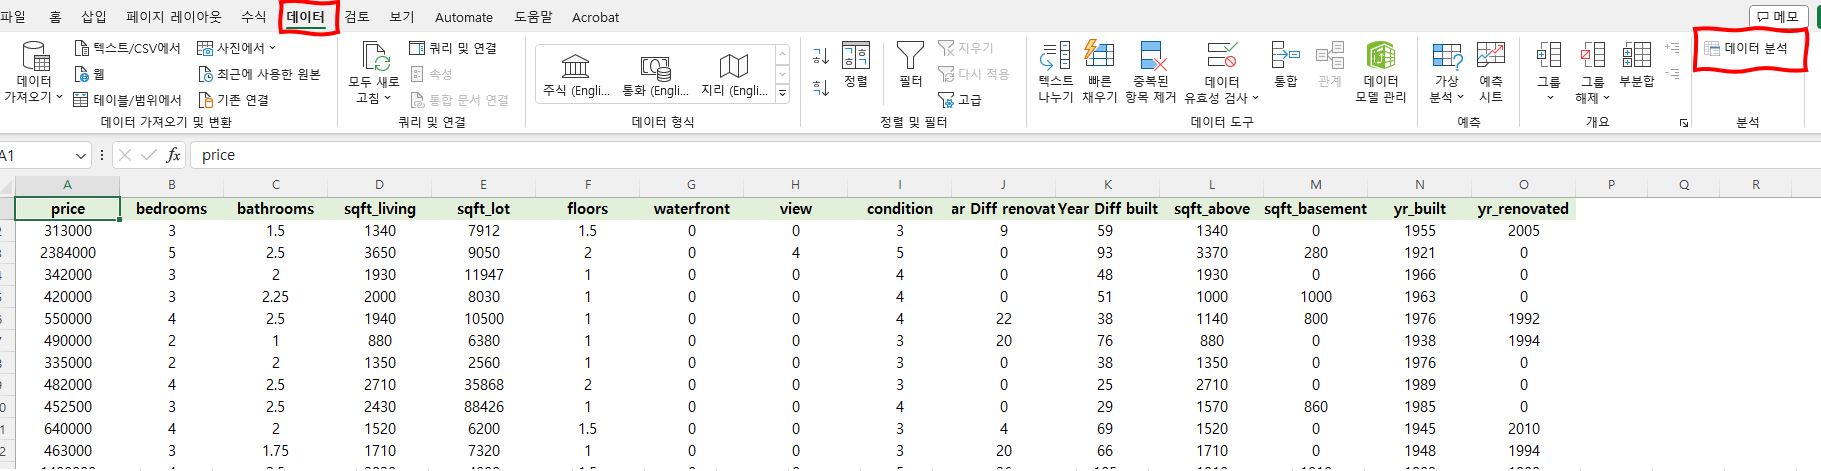 파일 홈 삽입 페이지 레이아웃 수식 데이터 검토 보기 Automate 도움말 Acrobat 메모
데이터 가져오기
텍스트/CSV에서
웹
테이블/범위에서
사진에서
최근에 사용한 원본
기존 연결
데이터 가져오기 및 변환
모두 새로 고침
쿼리 및 연결
속성
통합 문서 연결
쿼리 및 연결
주식 (Engli... 통화 (Engli... 지리 (Engli...
데이터 형식
정렬
필터
지우기
다시 적용
고급
정렬 및 필터
텍스트 나누기
빠른 채우기
중복된 항목 제거
데이터 유효성 검사
통합
관계
데이터 모델 관리
데이터 도구
가상 분석
예측 시트
예측
그룹
그룹 해제
부분합
개요
데이터 분석
분석
A1 fx price
A B C D E F G H I J K L M N O P Q R
price bedrooms bathrooms sqft_living sqft_lot floors waterfront view condition ar Diff renovat Year Diff built sqft_above sqft_basement yr_built yr_renovated
313000 3 1.5 1340 7912 1.5 0 0 3 9 59 1340 0 1955 2005
2384000 5 2.5 3650 9050 2 0 4 5 0 93 3370 280 1921 0
342000 3 2 1930 11947 1 0 0 4 0 48 1930 0 1966 0
420000 3 2.25 2000 8030 1 0 0 4 0 51 1000 1000 1963 0
550000 4 2.5 1940 10500 1 0 0 4 22 38 1140 800 1976 1992
490000 2 1 880 6380 1 0 0 3 20 76 880 0 1938 1994
335000 2 2 1350 2560 1 0 0 3 0 38 1350 0 1976 0
482000 4 2.5 2710 35868 2 0 0 3 0 25 2710 0 1989 0
452500 3 2.5 2430 88426 1 0 0 4 0 29 1570 860 1985 0
640000 4 2 1520 6200 1.5 0 0 3 4 69 1520 0 1945 2010
463000 3 1.75 1710 7320 1 0 0 3 20 66 1710 0 1948 1994